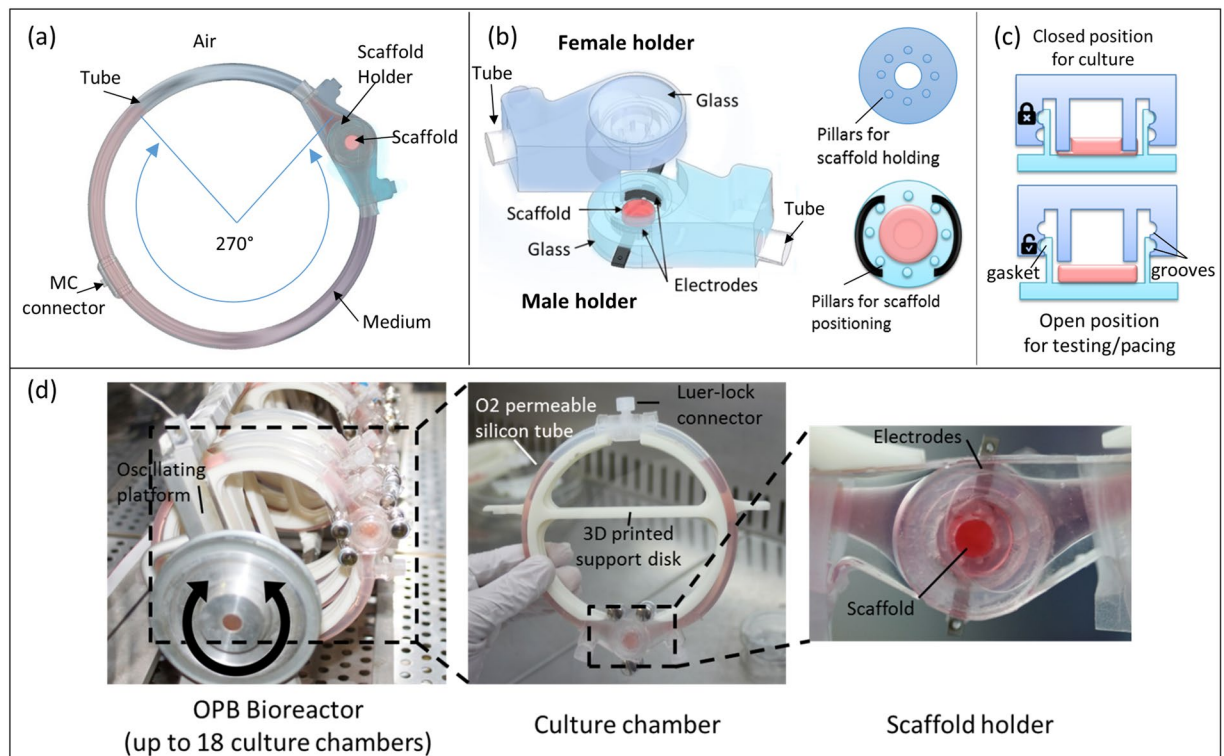 (a)
Air
Scaffold
Holder
Tube
Scaffold
270°
MC
connector
Medium
(b)
Female holder
Tube
Glass
Pillars for
scaffold holding
Scaffold
Glass
Tube
Electrodes
Male holder
Pillars for scaffold
positioning
(c)
Closed position
for culture
gasket
grooves
Open position
for testing/pacing
(d)
Oscillating
platform
OPB Bioreactor
(up to 18 culture chambers)
O2 permeable
silicon tube
Luer-lock
connector
3D printed
support disk
Culture chamber
Electrodes
Scaffold
Scaffold holder